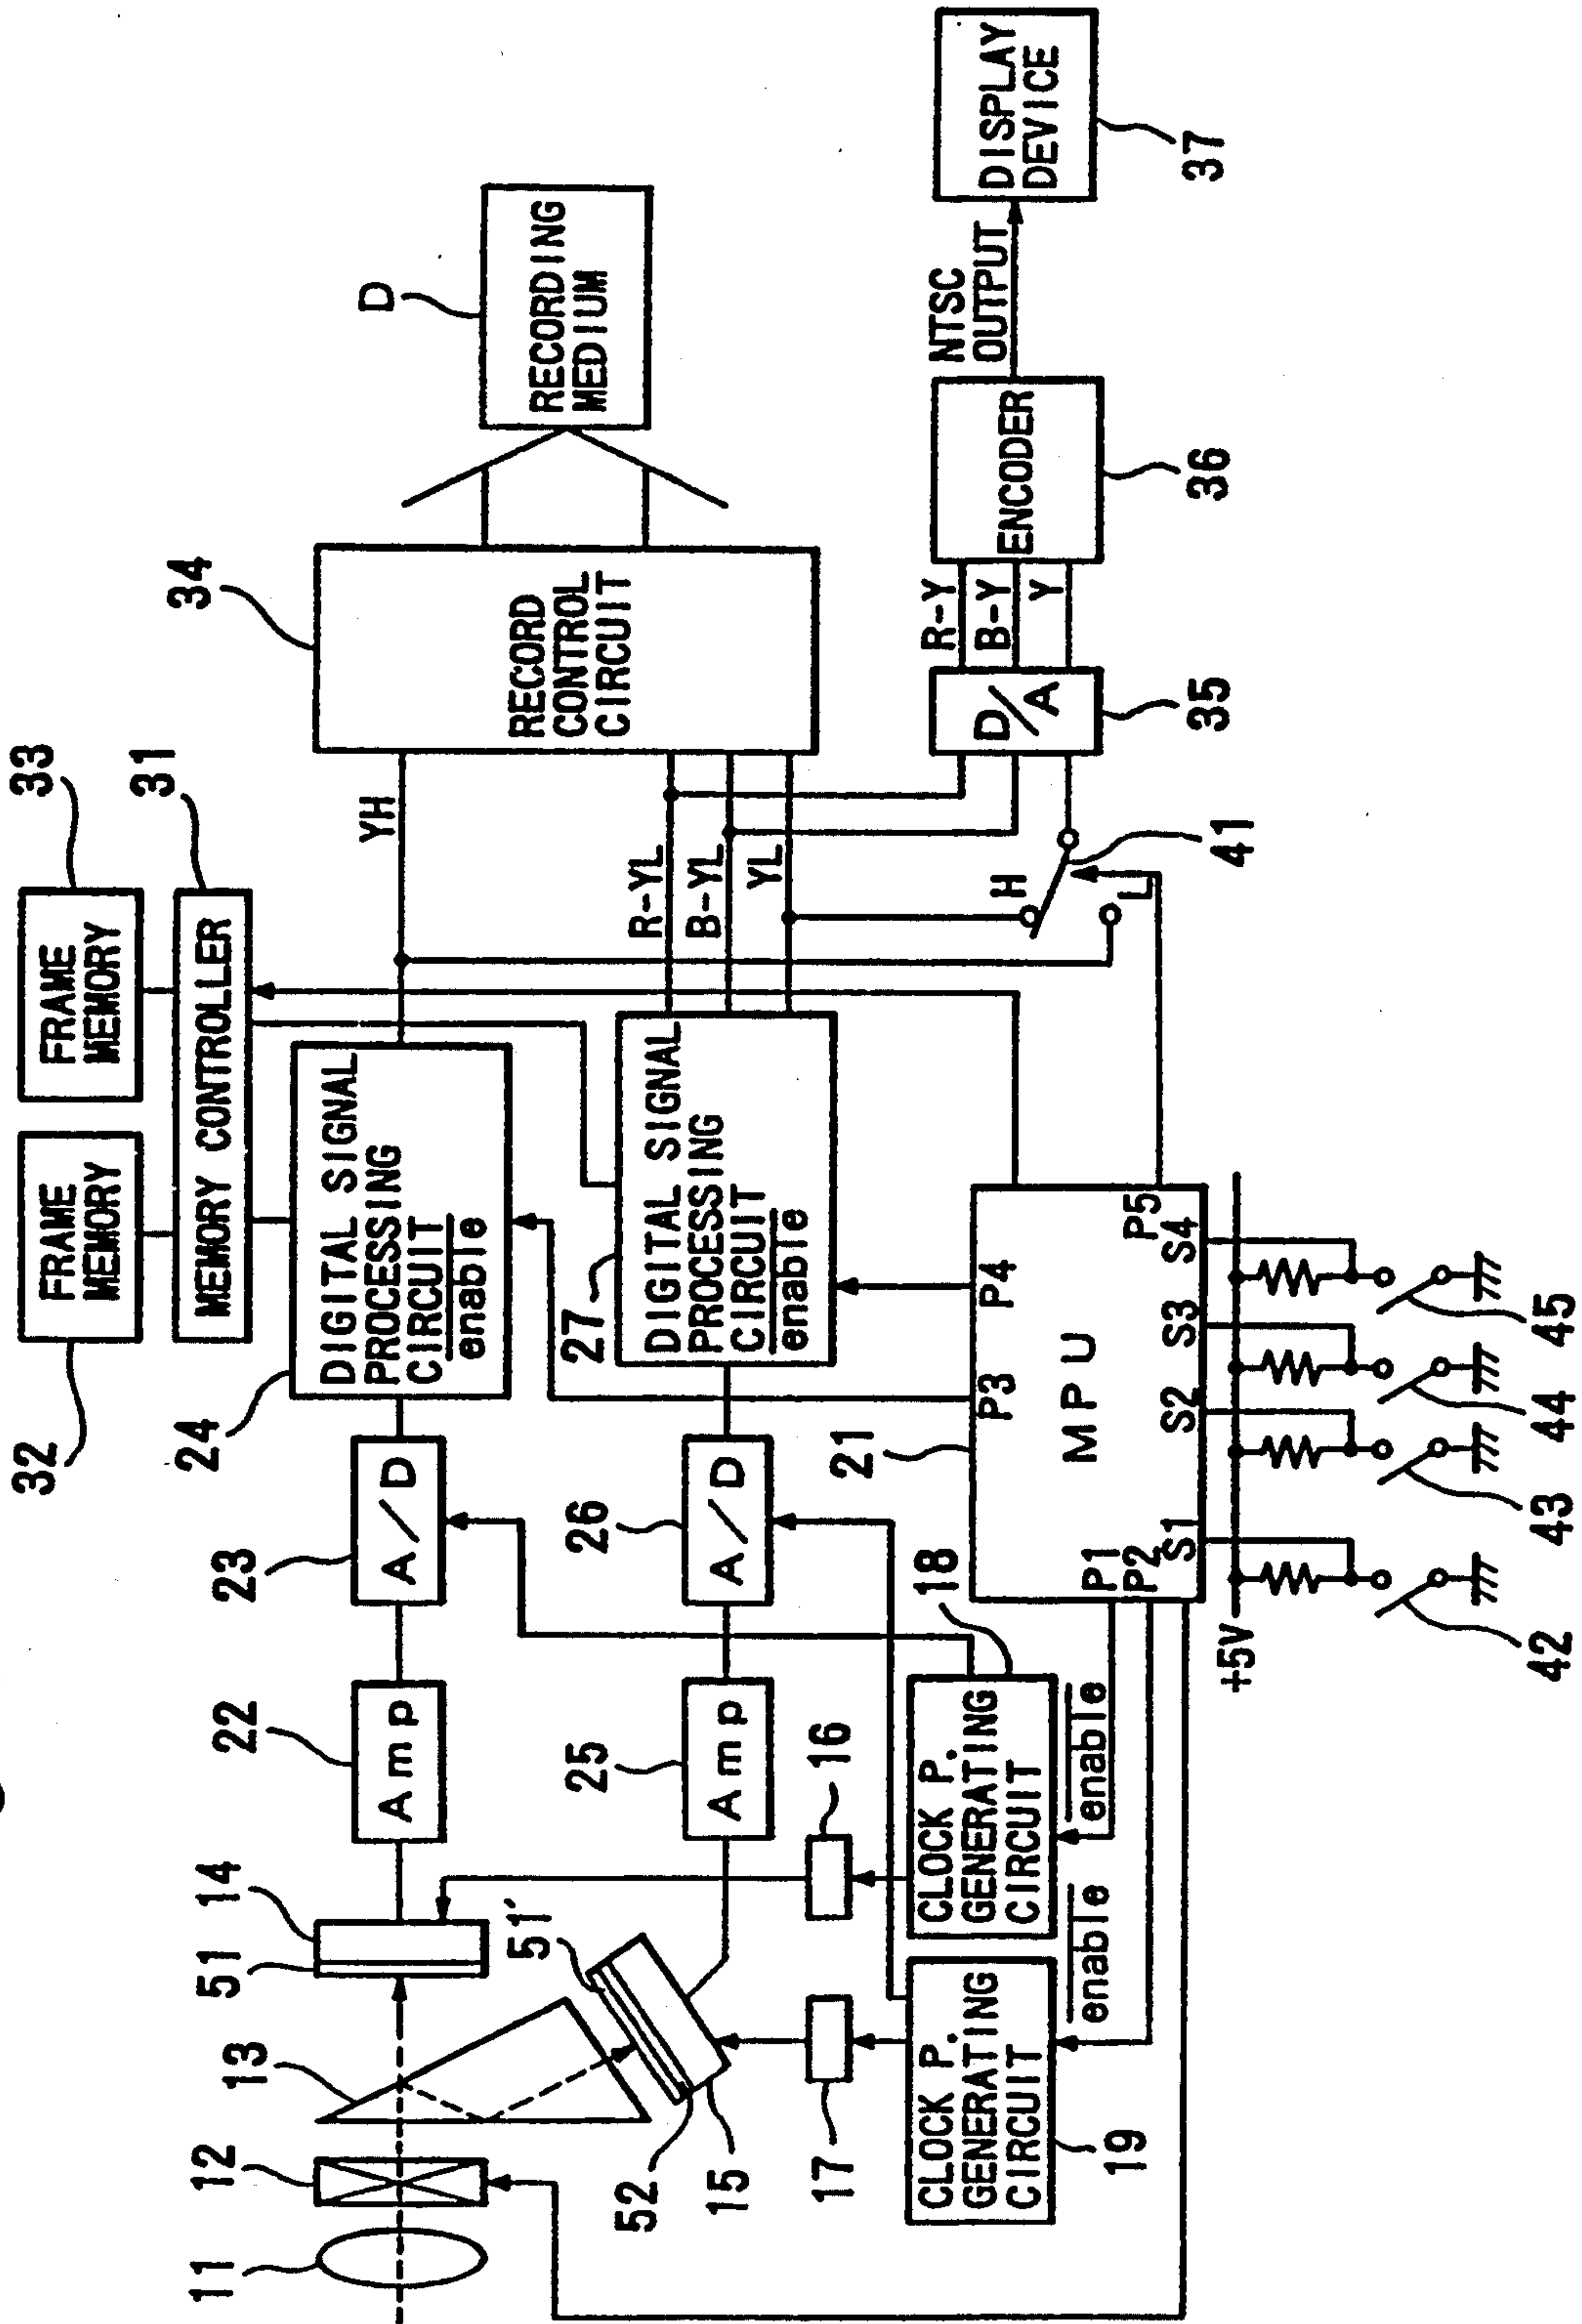 33
FRAME
MEMORY
32
FRAME
MEMORY
31
MEMORY CONTROLLER
34
RECORD
CONTROL
CIRCUIT
D
RECORDING
MEDIUM
YH
R-YL
B-YL
YL
24
DIGITAL SIGNAL
PROCESSING
CIRCUIT
enable
27
DIGITAL SIGNAL
PROCESSING
CIRCUIT
enable
23
A/D
26
A/D
22
Amp
25
Amp
14
51
13
12
11
51'
52
15
16
17
18
CLOCK P.
GENERATING
CIRCUIT
enable
19
CLOCK P.
GENERATING
CIRCUIT
enable
21
MPU
P1
P2
P3
P4
P5
S1
S2
S3
S4
+5V
42
43
44
45
H
L
41
35
D/A
R-Y
B-Y
Y
36
ENCODER
NTSC
OUTPUT
37
DISPLAY
DEVICE